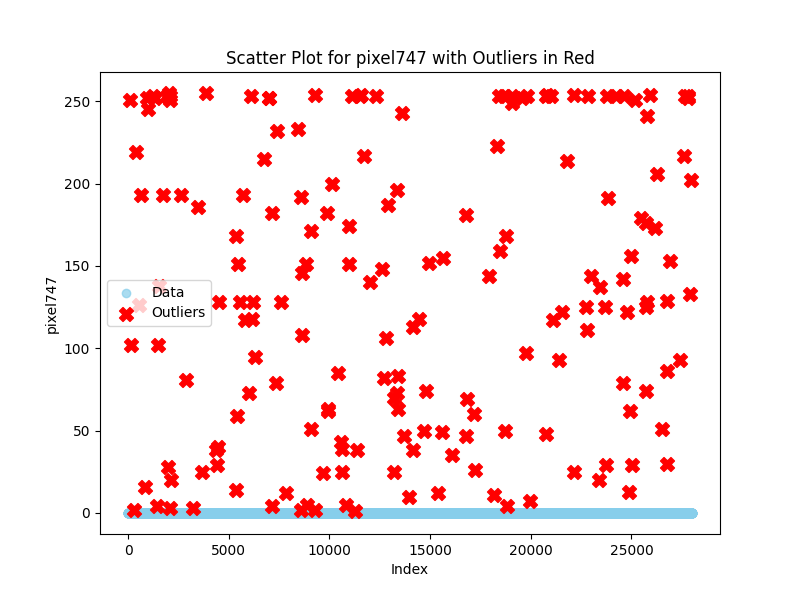 Scatter Plot for pixel747 with Outliers in Red
250
200
150
100
50
0
pixel747
Data
Outliers
0 5000 10000 15000 20000 25000
Index